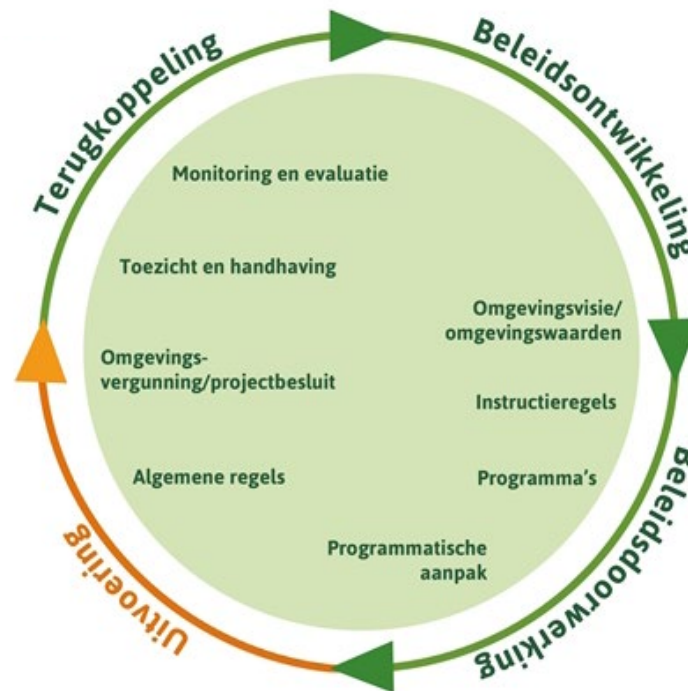 Terugkoppeling
Beleidsontwikkeling
Monitoring en evaluatie
Toezicht en handhaving
Omgevingsvisie/
omgevingswaarden
Omgevings-
vergunning/projectbesluit
Instructieregels
Algemene regels
Programma's
Programmatische
aanpak
Uitvoering
Beleidsdoorwerking